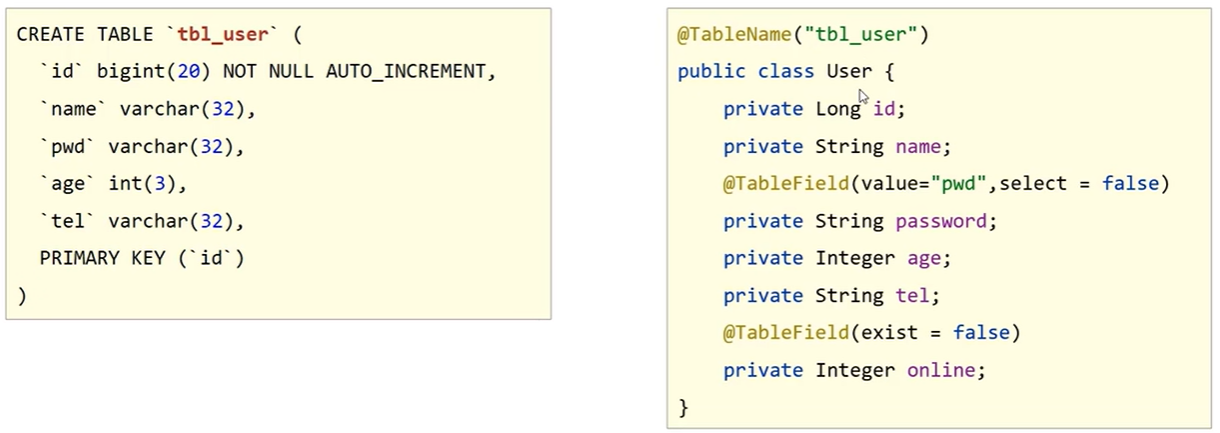 CREATE TABLE `tbl_user` (
`id` bigint(20) NOT NULL AUTO_INCREMENT,
`name` varchar(32),
`pwd` varchar(32),
`age` int(3),
`tel` varchar(32),
PRIMARY KEY (`id`)
)
@TableName("tbl_user")
public class User {
private Long id;
private String name;
@TableField(value="pwd",select = false)
private String password;
private Integer age;
private String tel;
@TableField(exist = false)
private Integer online;
}